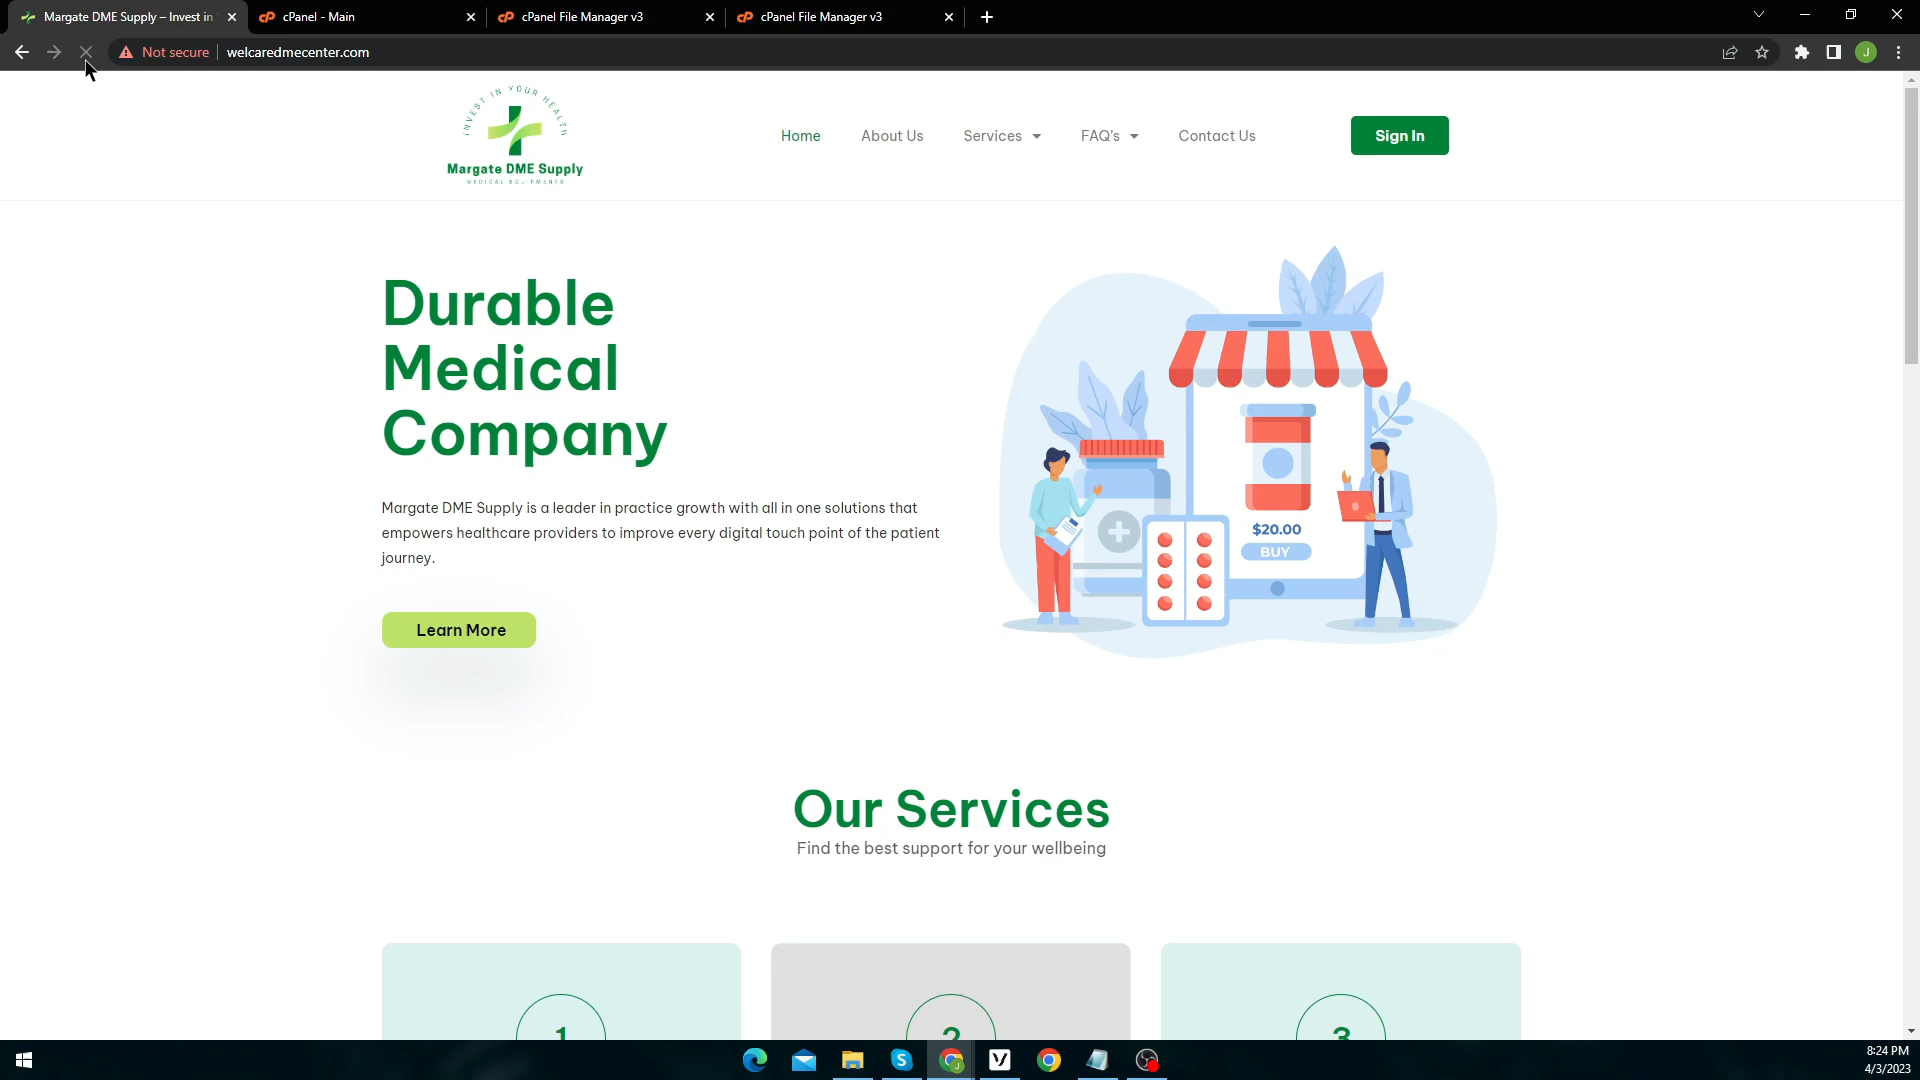 Margate DME Supply – Invest in
cPanel - Main
cPanel File Manager v3
cPanel File Manager v3
Not secure
welcaredmecenter.com
J
INVEST IN YOUR HEALTH
Margate DME Supply
MEDICAL EQUIPMENTS
Home
About Us
Services
FAQ's
Contact Us
Sign In
Durable
Medical
Company
Margate DME Supply is a leader in practice growth with all in one solutions that
empowers healthcare providers to improve every digital touch point of the patient
journey.
Learn More
$20.00
BUY
Our Services
Find the best support for your wellbeing
1
2
3
8:24 PM
4/3/2023